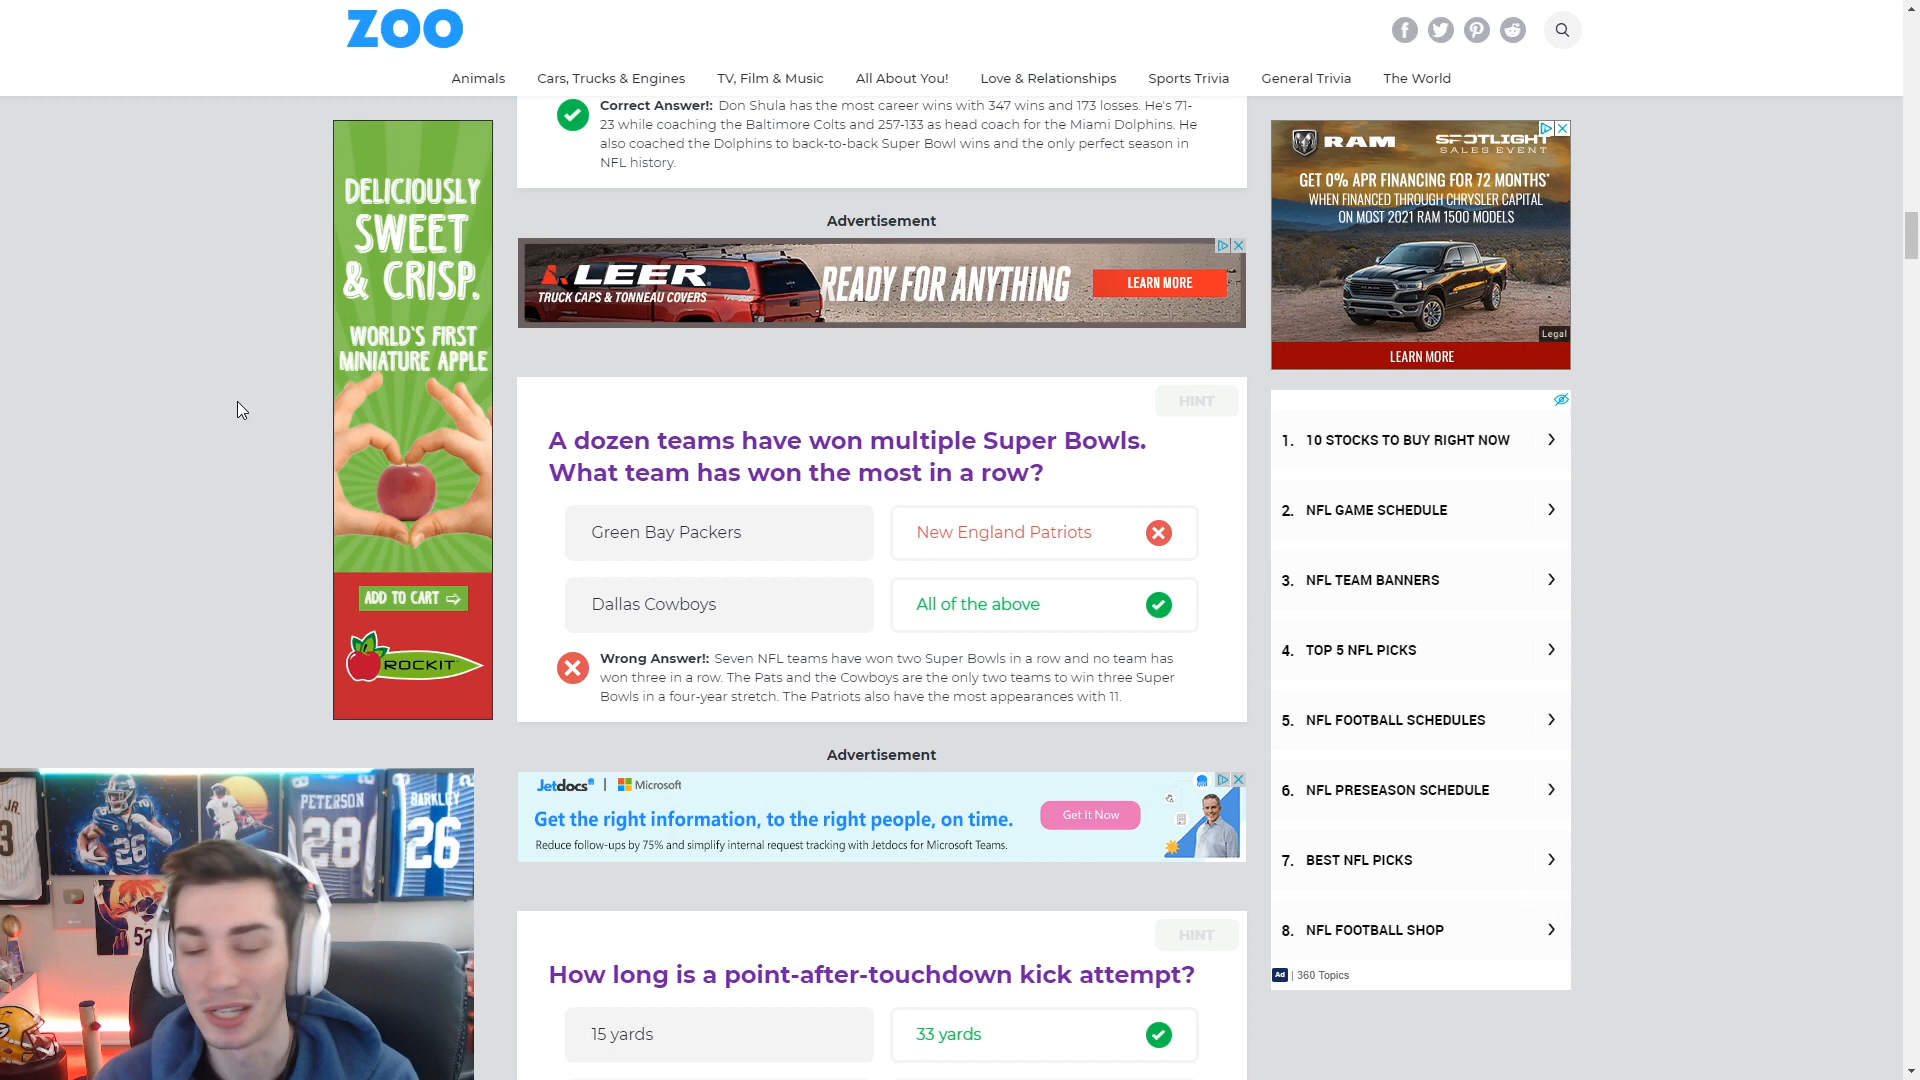 ZOO
Animals
Cars, Trucks & Engines
TV, Film & Music
All About You!
Love & Relationships
Sports Trivia
General Trivia
The World
Correct Answer!: Don Shula has the most career wins with 347 wins and 173 losses. He's 71-
23 while coaching the Baltimore Colts and 257-133 as head coach for the Miami Dolphins. He
also coached the Dolphins to back-to-back Super Bowl wins and the only perfect season in
NFL history.
DELICIOUSLY
SWEET
& CRISP.
WORLD'S FIRST
MINIATURE APPLE
ADD TO CART
ROCKIT
Advertisement
LEER
TRUCK CAPS & TONNEAU COVERS
READY FOR ANYTHING
LEARN MORE
RAM
SPOTLIGHT
SALES EVENT
GET 0% APR FINANCING FOR 72 MONTHS*
WHEN FINANCED THROUGH CHRYSLER CAPITAL
ON MOST 2021 RAM 1500 MODELS
RAM
Legal
LEARN MORE
HINT
A dozen teams have won multiple Super Bowls.
What team has won the most in a row?
Green Bay Packers
New England Patriots
Dallas Cowboys
All of the above
Wrong Answer!: Seven NFL teams have won two Super Bowls in a row and no team has
won three in a row. The Pats and the Cowboys are the only two teams to win three Super
Bowls in a four-year stretch. The Patriots also have the most appearances with 11.
1. 10 STOCKS TO BUY RIGHT NOW
2. NFL GAME SCHEDULE
3. NFL TEAM BANNERS
4. TOP 5 NFL PICKS
5. NFL FOOTBALL SCHEDULES
6. NFL PRESEASON SCHEDULE
7. BEST NFL PICKS
8. NFL FOOTBALL SHOP
Ad | 360 Topics
Advertisement
Jetdocs | Microsoft
Get the right information, to the right people, on time.
Reduce follow-ups by 75% and simplify internal request tracking with Jetdocs for Microsoft Teams.
Get It Now
HINT
How long is a point-after-touchdown kick attempt?
15 yards
33 yards
JR.
3
26
PETERSON
28
BARKLEY
26
52